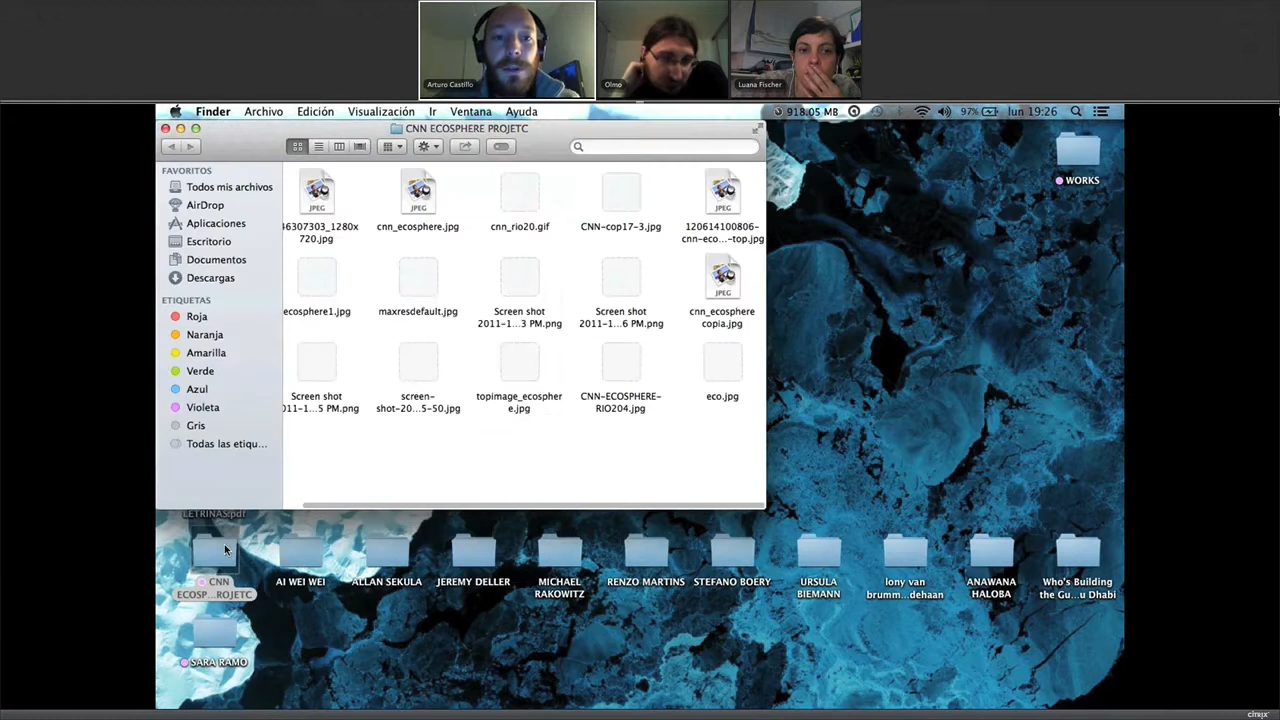 Arturo Castillo
Olmo
Luana Fischer
Finder Archivo Edición Visualización Ir Ventana Ayuda
918.05 MB
97%
lun 19:26
CNN ECOSPHERE PROJETC
FAVORITOS
Todos mis archivos
AirDrop
Aplicaciones
Escritorio
Documentos
Descargas
ETIQUETAS
Roja
Naranja
Amarilla
Verde
Azul
Violeta
Gris
Todas las etiqu...
JPEG
JPEG
JPEG
46307303_1280x
720.jpg
cnn_ecosphere.jpg
cnn_rio20.gif
CNN-cop17-3.jpg
120614100806-
cnn-eco...-top.jpg
JPEG
ecosphere1.jpg
maxresdefault.jpg
Screen shot
2011-1...3 PM.png
Screen shot
2011-1...6 PM.png
cnn_ecosphere
copia.jpg
Screen shot
011-1...5 PM.png
screen-
shot-20...5-50.jpg
topimage_ecospher
e.jpg
CNN-ECOSPHERE-
RIO204.jpg
eco.jpg
WORKS
LETRINAS.pdf
CNN
ECOSP...ROJETC
AI WEI WEI
ALLAN SEKULA
JEREMY DELLER
MICHAEL
RAKOWITZ
RENZO MARTINS
STEFANO BOERY
URSULA
BIEMANN
lony van
brumm...dehaan
ANAWANA
HALOBA
Who's Building
the Gu...u Dhabi
SARA RAMO
CITRIX